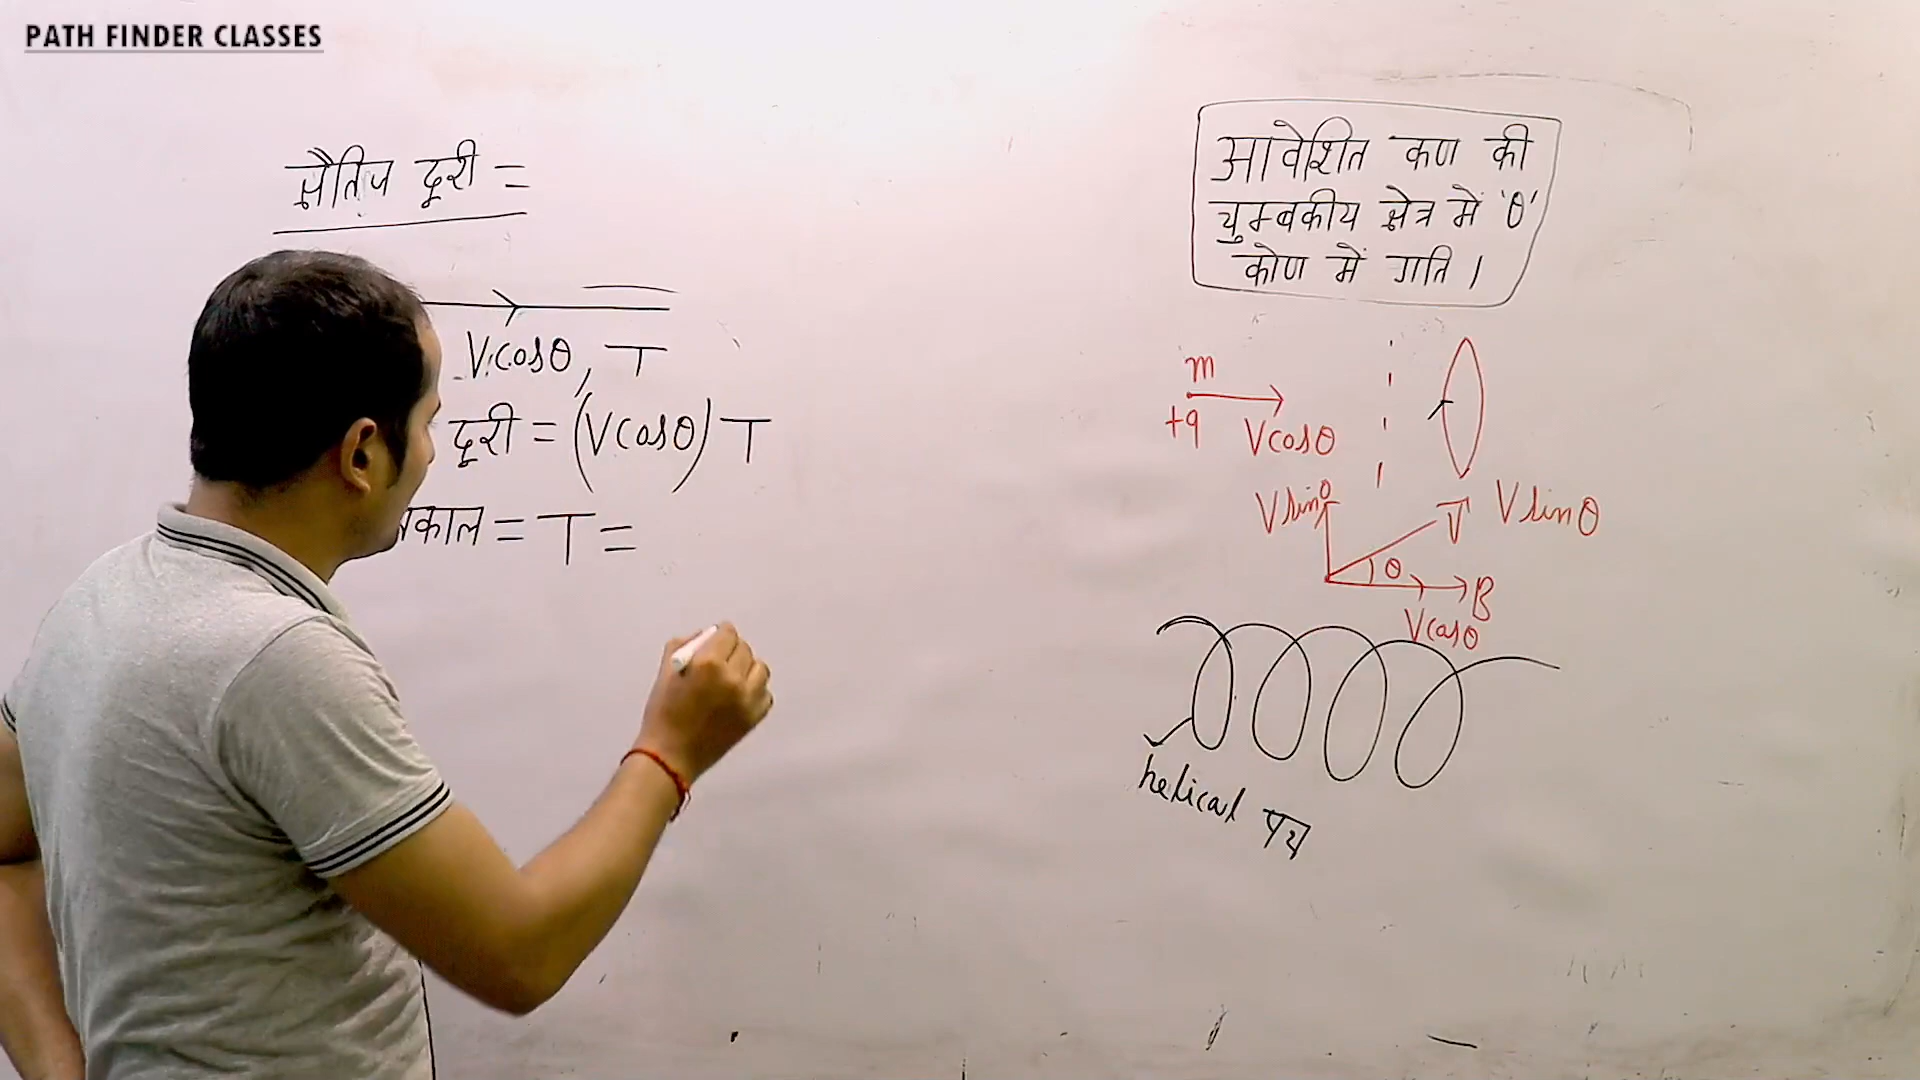 PATH FINDER CLASSES
क्षैतिज दूरी =
Vcosθ, T
दूरी = (Vcosθ) T
काल = T =
आवेशित कण की
चुम्बकीय क्षेत्र में 'θ'
कोण में गति ।
m
+q
Vcosθ
Vsinθ
V
Vsinθ
θ
B
Vcosθ
helical पथ